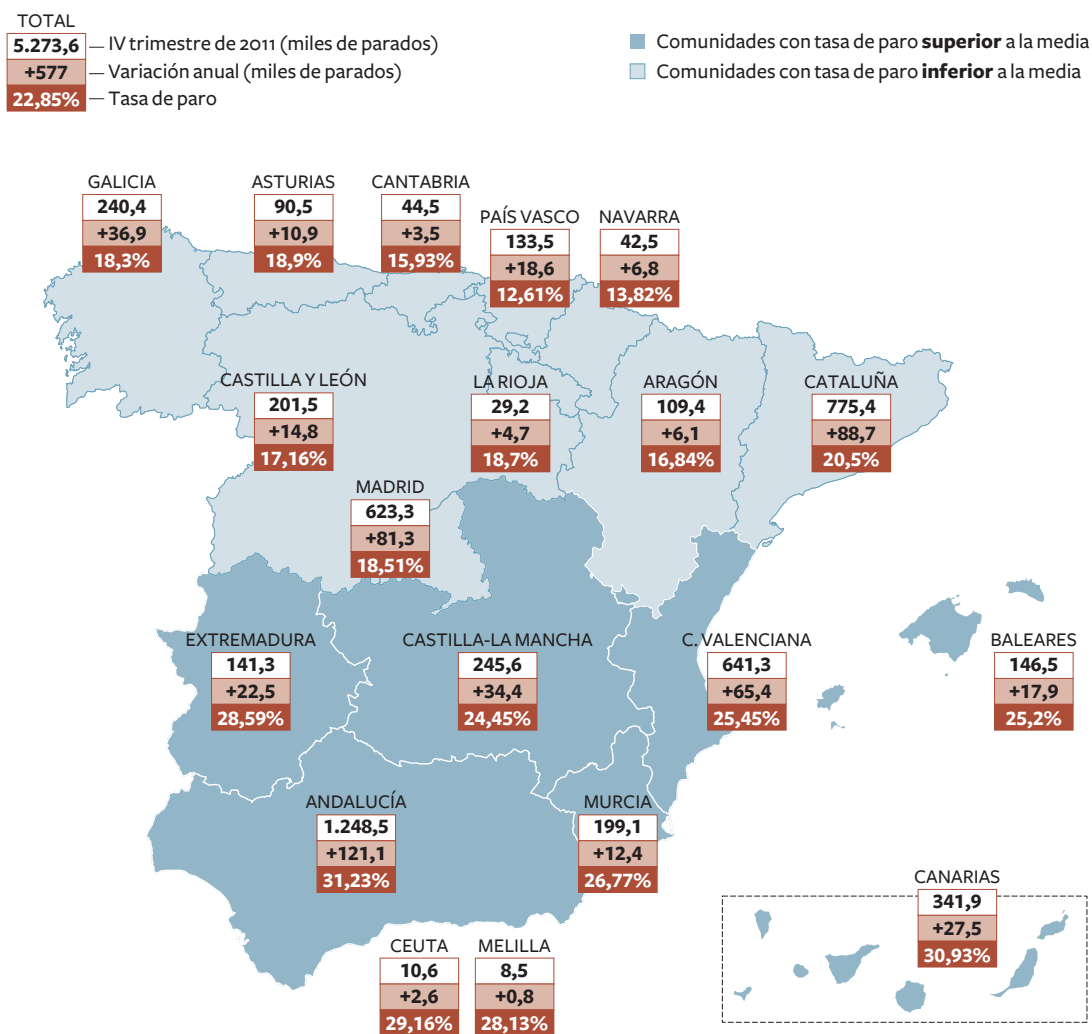 TOTAL
5.273,6
IV trimestre de 2011 (miles de parados)
+577
Variación anual (miles de parados)
22,85%
Tasa de paro
Comunidades con tasa de paro superior a la media
Comunidades con tasa de paro inferior a la media
GALICIA
240,4
+36,9
18,3%
ASTURIAS
90,5
+10,9
18,9%
CANTABRIA
44,5
+3,5
15,93%
PAÍS VASCO
133,5
+18,6
12,61%
NAVARRA
42,5
+6,8
13,82%
CASTILLA Y LEÓN
201,5
+14,8
17,16%
LA RIOJA
29,2
+4,7
18,7%
ARAGÓN
109,4
+6,1
16,84%
CATALUÑA
775,4
+88,7
20,5%
MADRID
623,3
+81,3
18,51%
EXTREMADURA
141,3
+22,5
28,59%
CASTILLA-LA MANCHA
245,6
+34,4
24,45%
C. VALENCIANA
641,3
+65,4
25,45%
BALEARES
146,5
+17,9
25,2%
ANDALUCÍA
1.248,5
+121,1
31,23%
MURCIA
199,1
+12,4
26,77%
CANARIAS
341,9
+27,5
30,93%
CEUTA
10,6
+2,6
29,16%
MELILLA
8,5
+0,8
28,13%